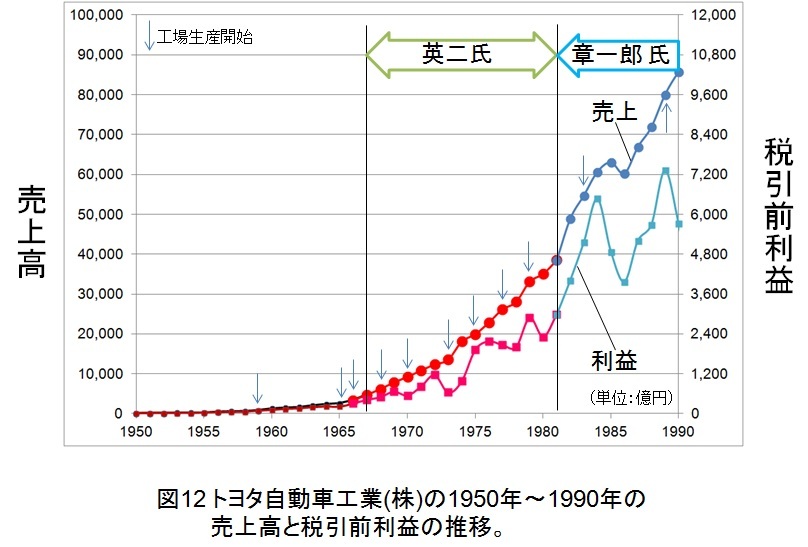 工場生産開始
英二氏
章一郎 氏
売上
利益
(単位：億円)
売上高
税引前利益
100,000
90,000
80,000
70,000
60,000
50,000
40,000
30,000
20,000
10,000
0
12,000
10,800
9,600
8,400
7,200
6,000
4,800
3,600
2,400
1,200
0
1950 1955 1960 1965 1970 1975 1980 1985 1990
図12 トヨタ自動車工業(株)の1950年～1990年の
売上高と税引前利益の推移。